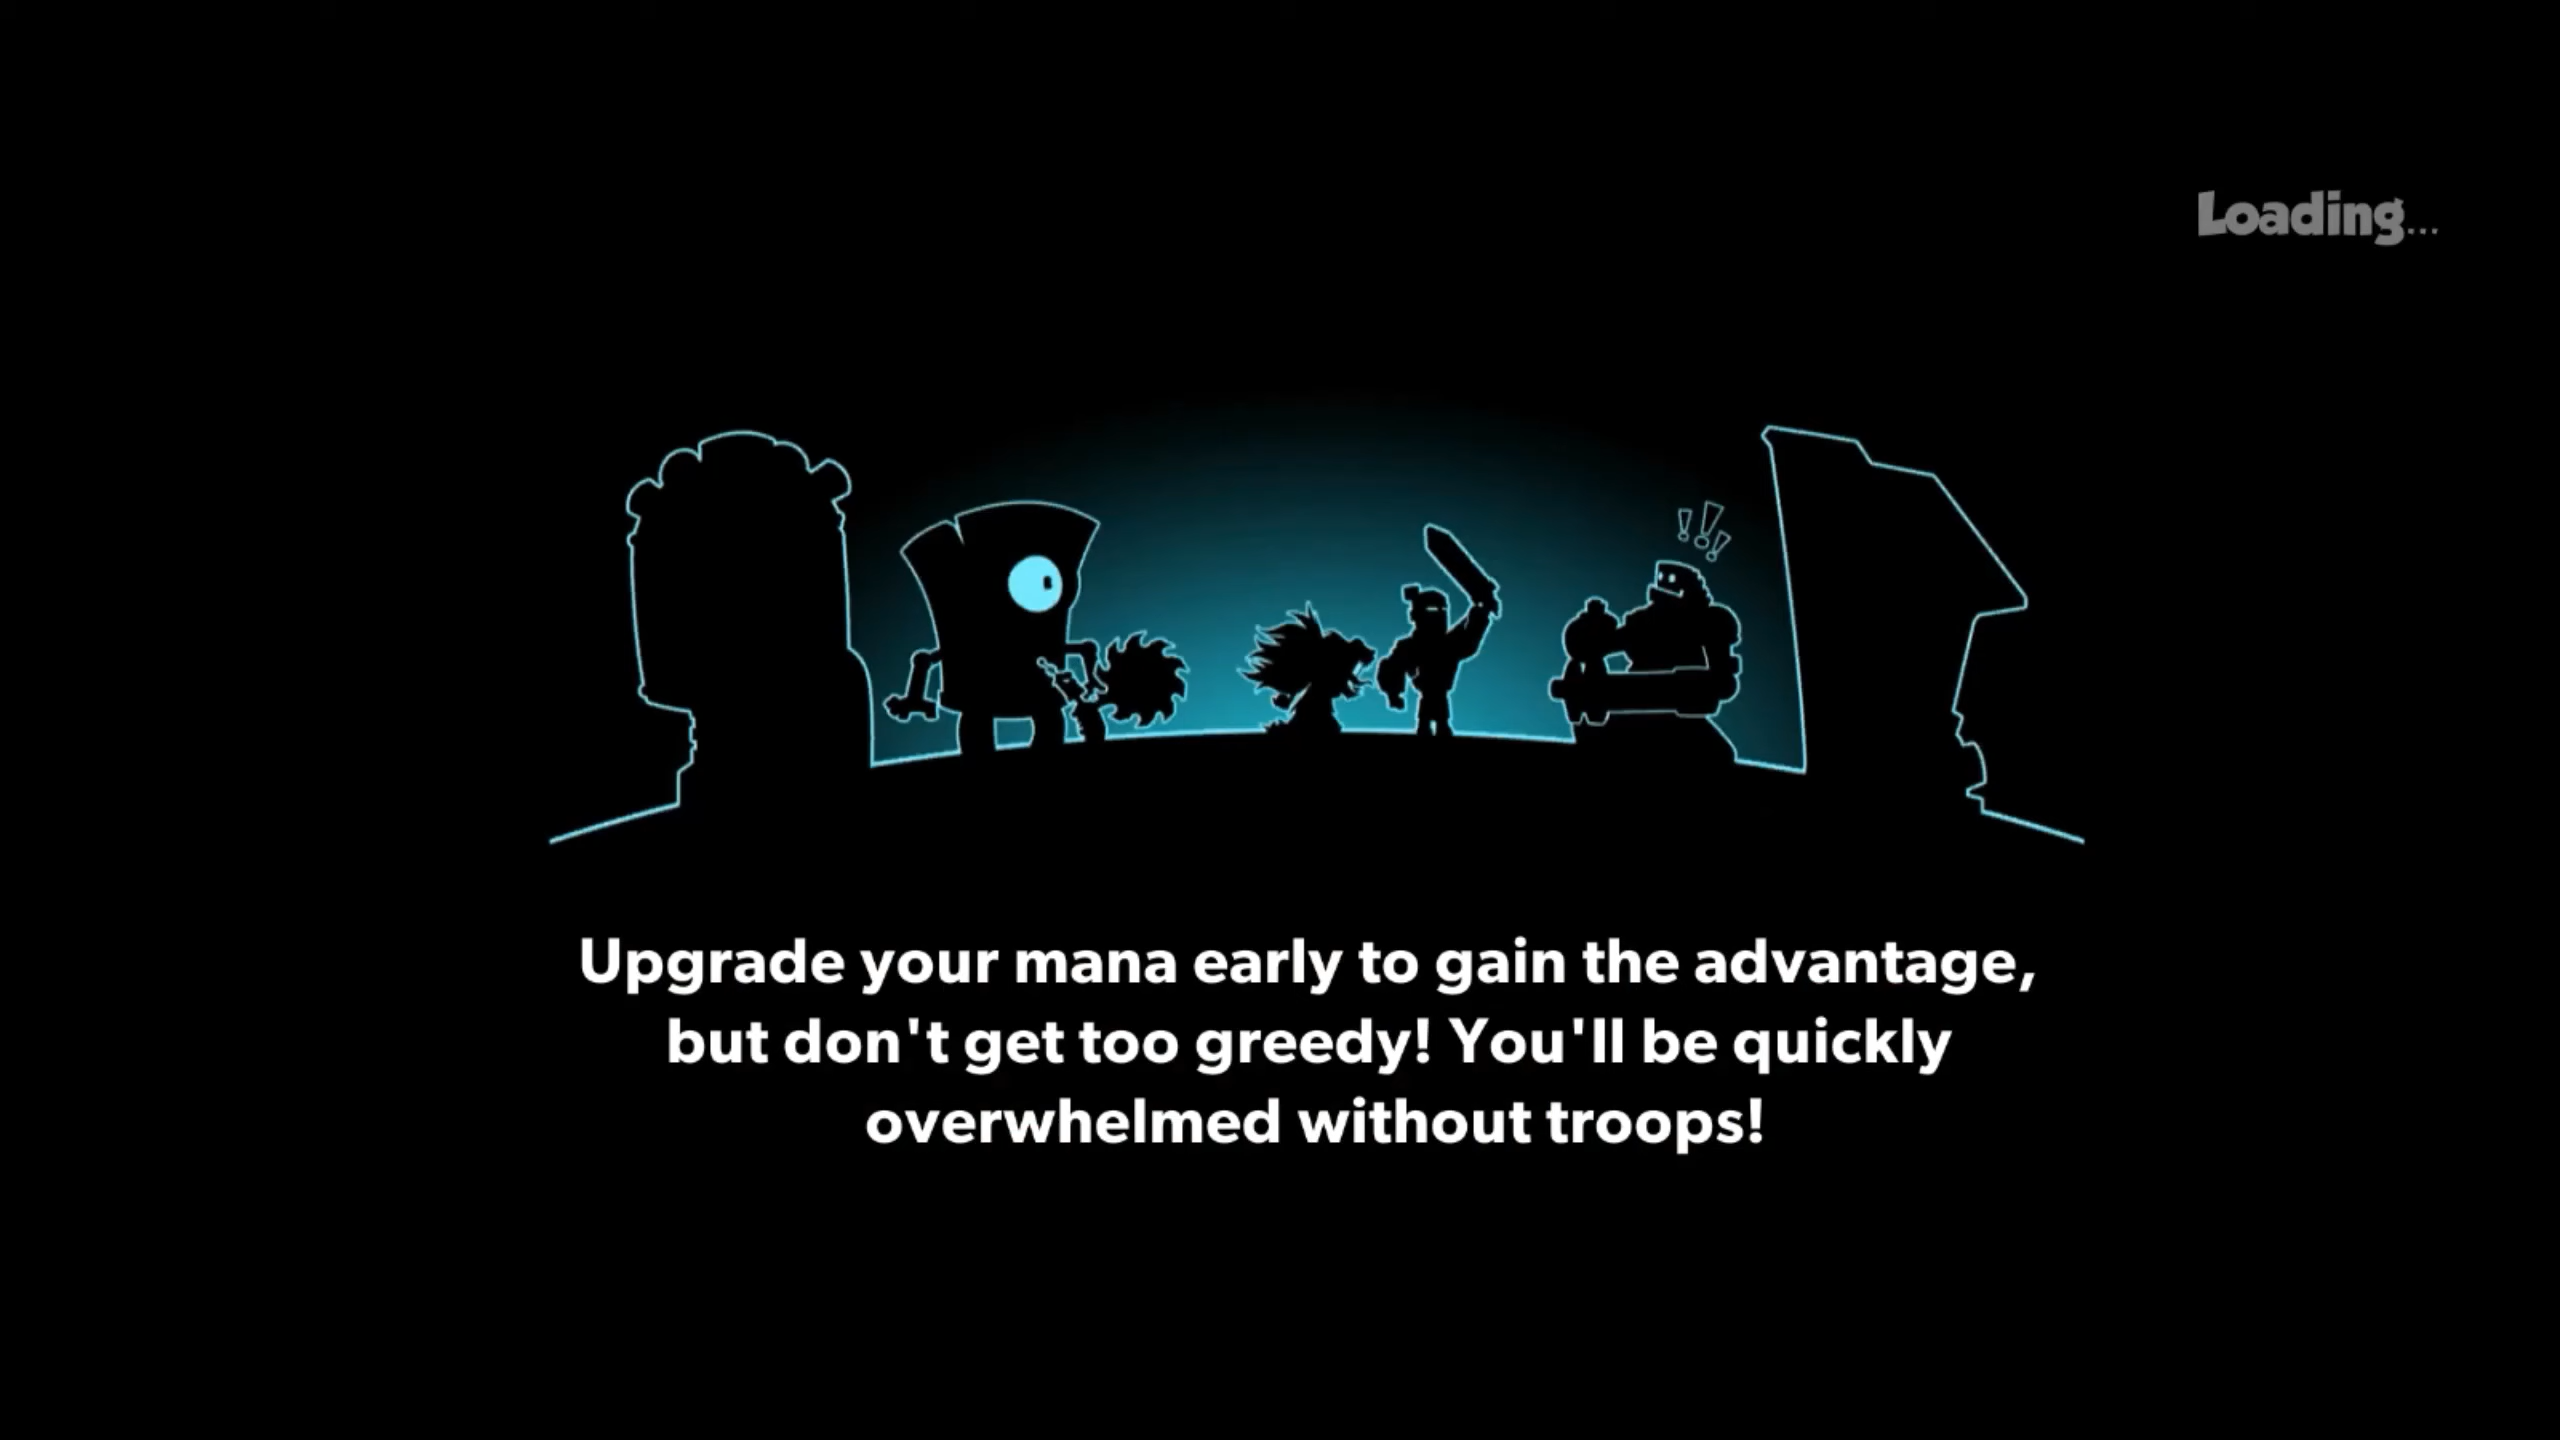 Loading...
Upgrade your mana early to gain the advantage,
but don't get too greedy! You'll be quickly
overwhelmed without troops!